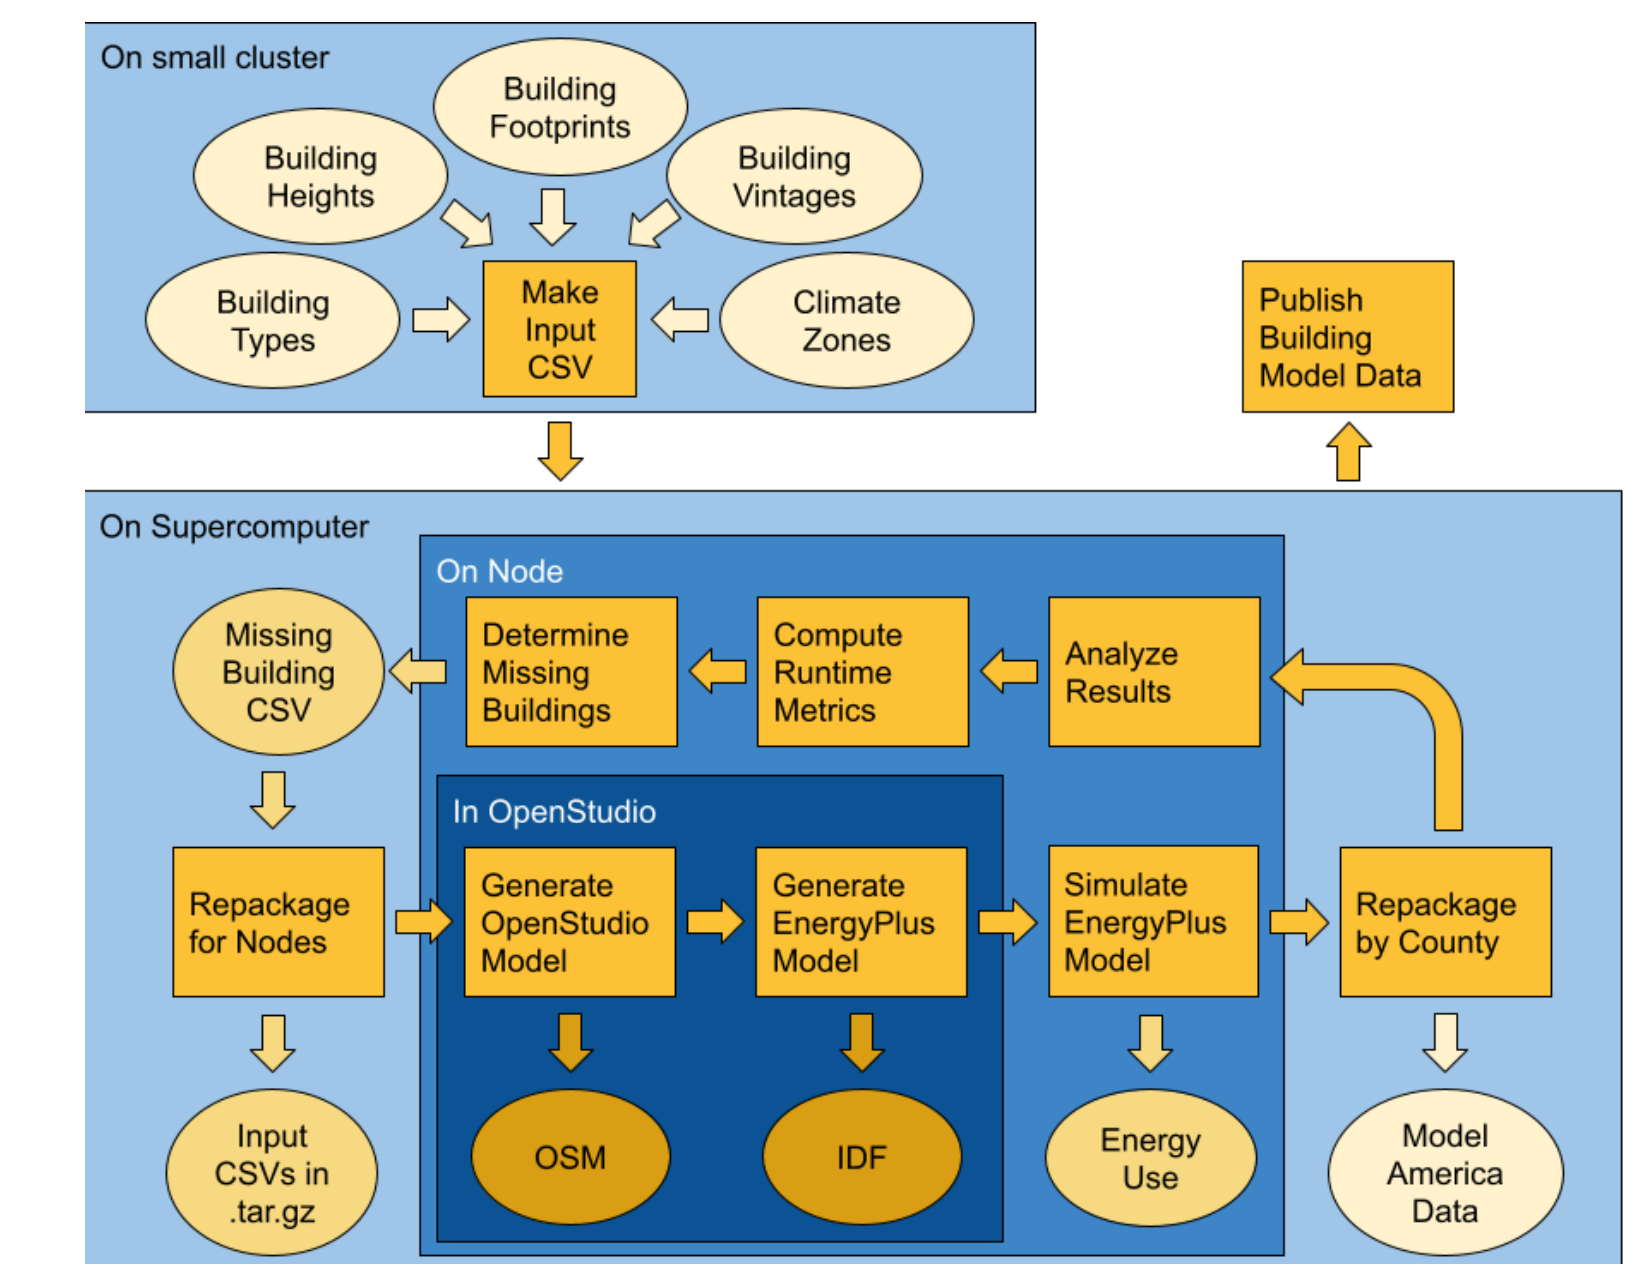 On small cluster
Building
Footprints
Building
Heights
Building
Vintages
Building
Types
Make
Input
CSV
Climate
Zones
Publish
Building
Model Data
On Supercomputer
On Node
Missing
Building
CSV
Determine
Missing
Buildings
Compute
Runtime
Metrics
Analyze
Results
In OpenStudio
Repackage
for Nodes
Generate
OpenStudio
Model
Generate
EnergyPlus
Model
Simulate
EnergyPlus
Model
Repackage
by County
Input
CSVs in
.tar.gz
OSM
IDF
Energy
Use
Model
America
Data